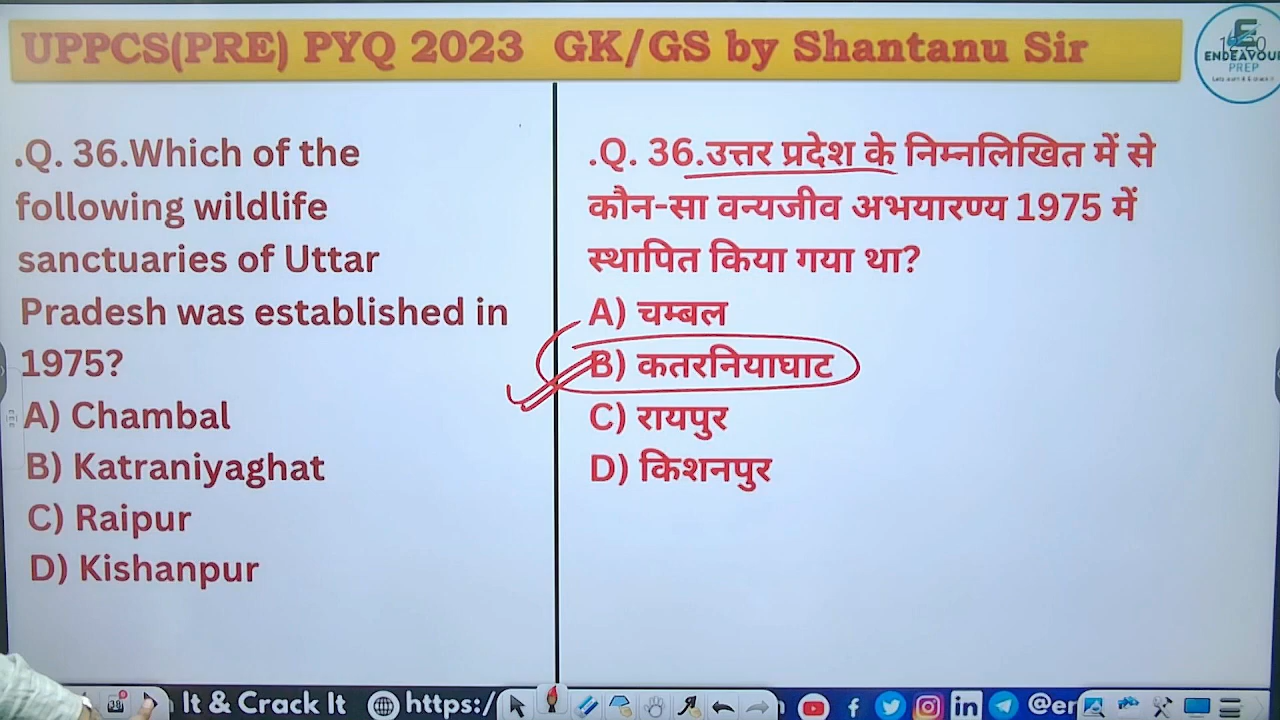 UPPCS(PRE) PYQ 2023 GK/GS by Shantanu Sir
ENDEAVOUR
PREP
.Q. 36.Which of the
following wildlife
sanctuaries of Uttar
Pradesh was established in
1975?
A) Chambal
B) Katraniyaghat
C) Raipur
D) Kishanpur
.Q. 36.उत्तर प्रदेश के निम्नलिखित में से
कौन-सा वन्यजीव अभयारण्य 1975 में
स्थापित किया गया था?
A) चम्बल
B) कतरनियाघाट
C) रायपुर
D) किशनपुर
It & Crack It https:/ @er